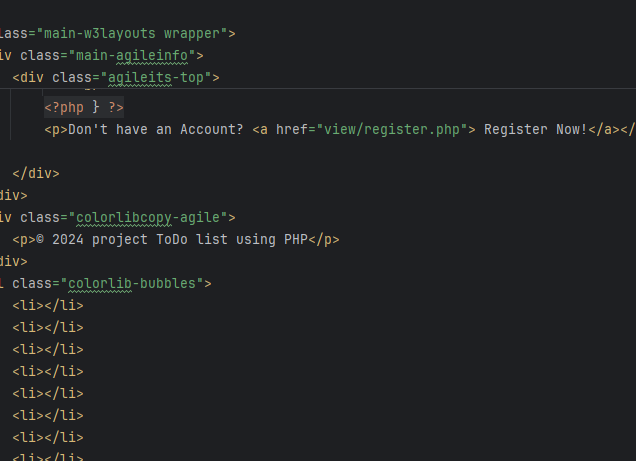 lass="main-w3layouts wrapper">
iv class="main-agileinfo">
<div class="agileits-top">
<?php } ?>
<p>Don't have an Account? <a href="view/register.php"> Register Now!</a></
</div>
div>
iv class="colorlibcopy-agile">
<p>© 2024 project ToDo list using PHP</p>
div>
l class="colorlib-bubbles">
<li></li>
<li></li>
<li></li>
<li></li>
<li></li>
<li></li>
<li></li>
<li></li>